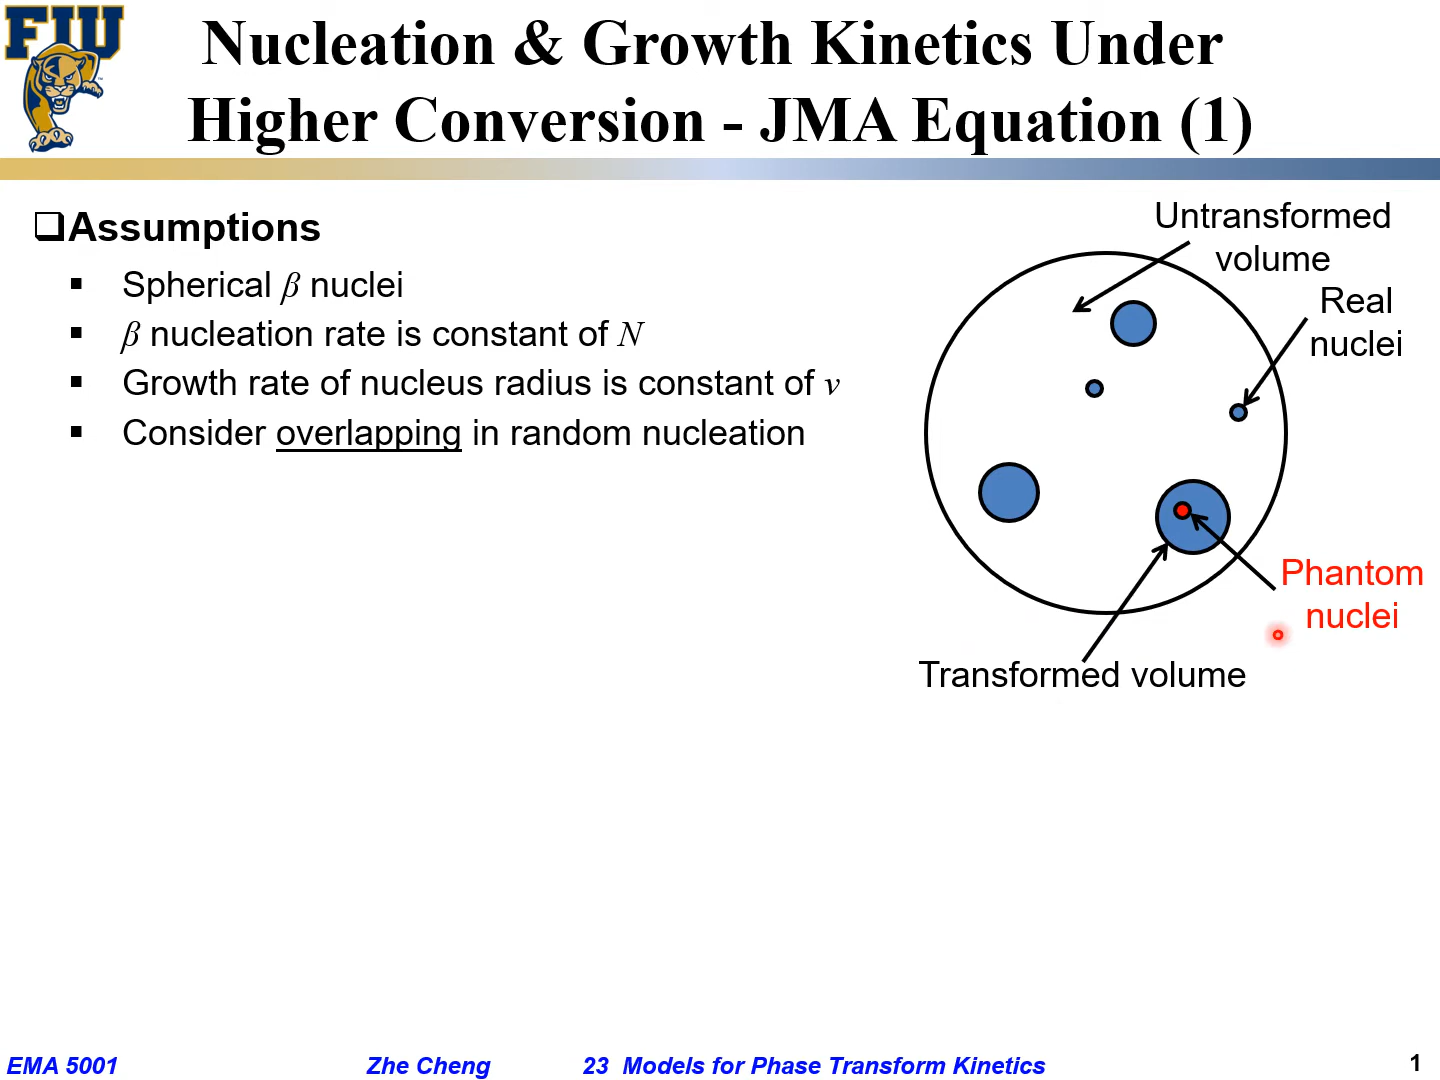 FIU
Nucleation & Growth Kinetics Under
Higher Conversion - JMA Equation (1)
Assumptions
Spherical β nuclei
β nucleation rate is constant of N
Growth rate of nucleus radius is constant of v
Consider overlapping in random nucleation
Untransformed
volume
Real
nuclei
Phantom
nuclei
Transformed volume
EMA 5001 Zhe Cheng 23 Models for Phase Transform Kinetics 1